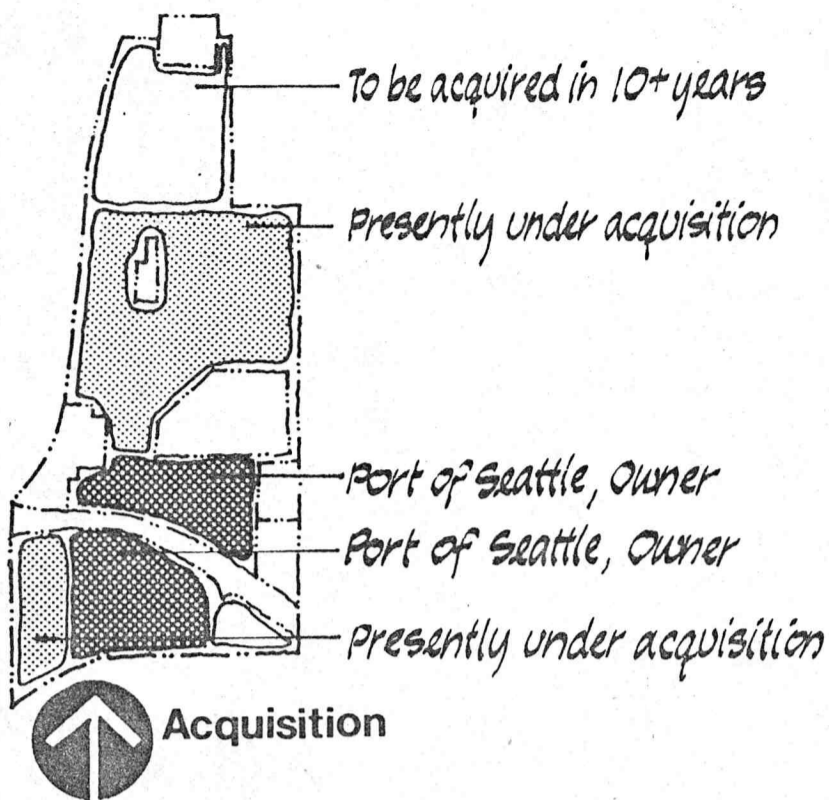 To be acquired in 10+ years
Presently under acquisition
Port of Seattle, Owner
Port of Seattle, Owner
Presently under acquisition
Acquisition